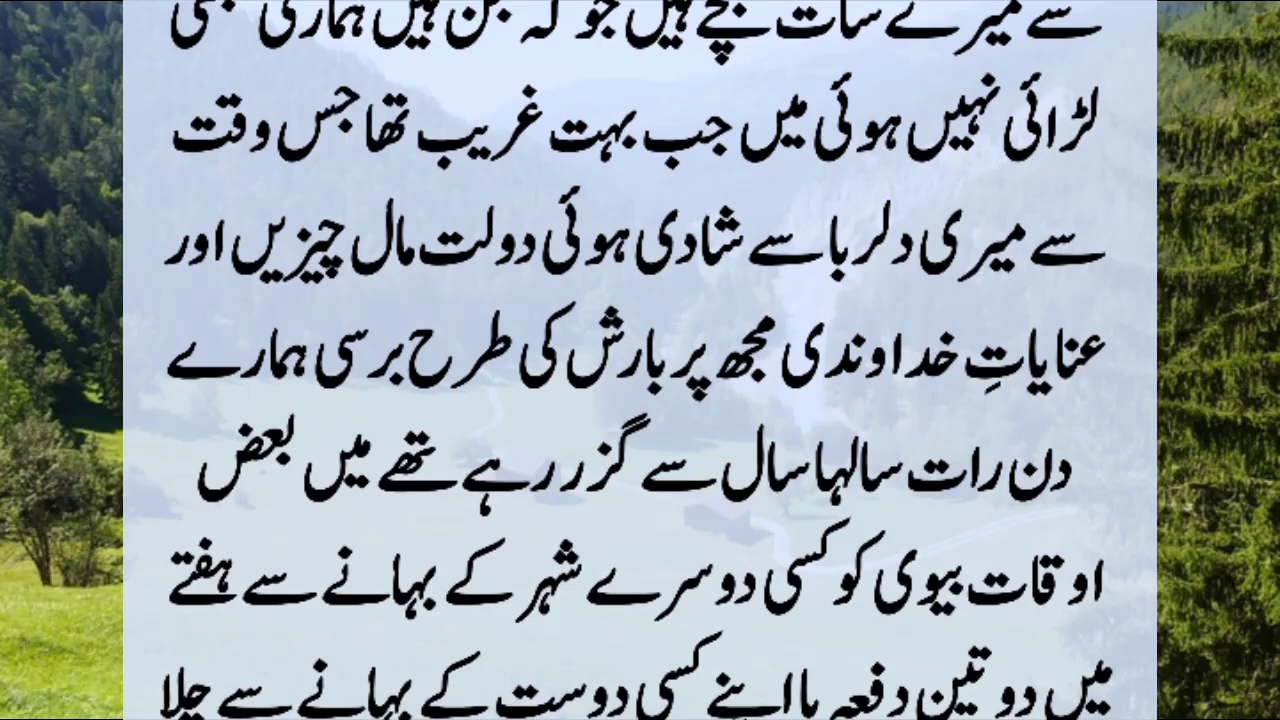 سے میرے سات بچے ہیں جو کہ جن ہیں ہماری کبھی
لڑائی نہیں ہوئی میں جب بہت غریب تھا جس وقت
سے میری دلربا سے شادی ہوئی دولت مال چیزیں اور
عنایاتِ خداوندی مجھ پر بارش کی طرح برسی ہمارے
دن رات سالہا سال سے گزر رہے تھے میں بعض
اوقات بیوی کو کسی دوسرے شہر کے بہانے سے ہفتے
میں دو تین دفعہ یا اپنے کسی دوست کے بہانے سے چلا